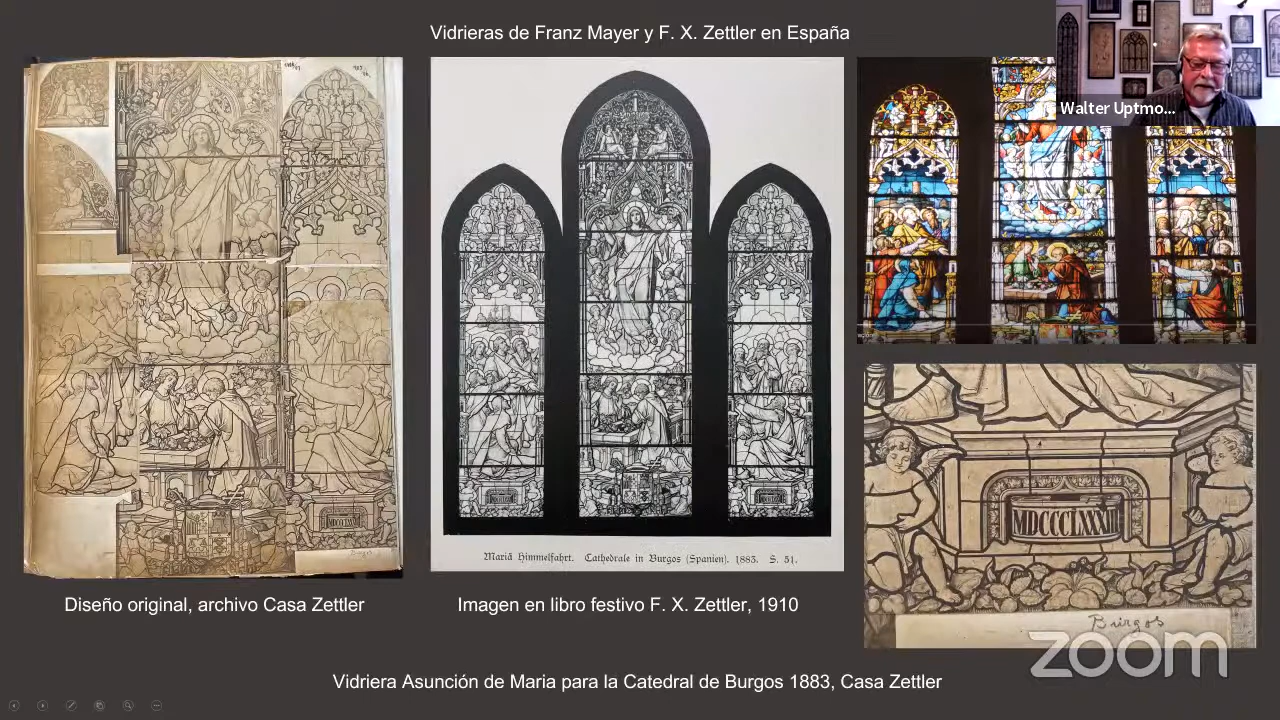 Vidrieras de Franz Mayer y F. X. Zettler en España
Walter Uptmo...
MDCCCLXXXIII
Mariä Himmelfahrt. Cathedrale in Burgos (Spanien). 1883. S. 51.
MDCCCLXXXIII
Burgos
zoom
Diseño original, archivo Casa Zettler
Imagen en libro festivo F. X. Zettler, 1910
Vidriera Asunción de Maria para la Catedral de Burgos 1883, Casa Zettler